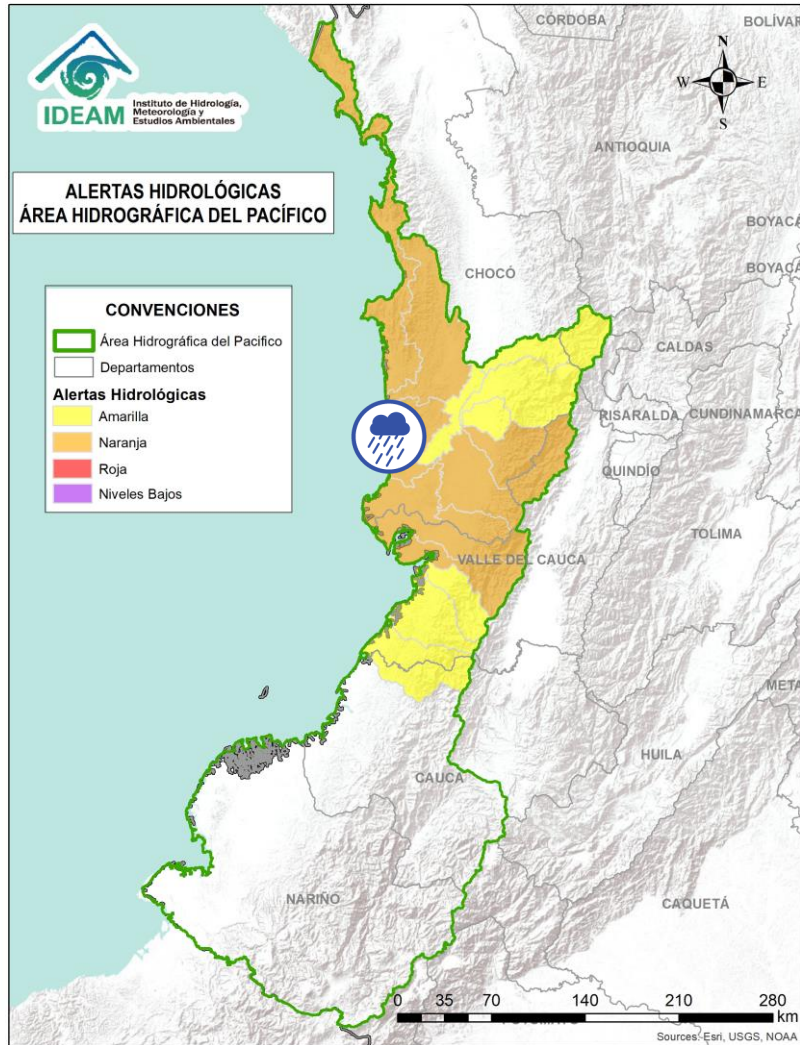 CÓRDOBA
BOLÍVAR
N
W
E
S
IDEAM
Instituto de Hidrología,
Meteorología y
Estudios Ambientales
ANTIOQUIA
ALERTAS HIDROLÓGICAS
ÁREA HIDROGRÁFICA DEL PACÍFICO
BOYACÁ
BOYACÁ
CHOCÓ
CONVENCIONES
Área Hidrográfica del Pacifico
Departamentos
Alertas Hidrológicas
Amarilla
Naranja
Roja
Niveles Bajos
CALDAS
RISARALDA
CUNDINAMARCA
QUINDÍO
TOLIMA
VALLE DEL CAUCA
META
HUILA
CAUCA
NARIÑO
CAQUETÁ
0 35 70 140 210 280
km
Sources: Esri, USGS, NOAA